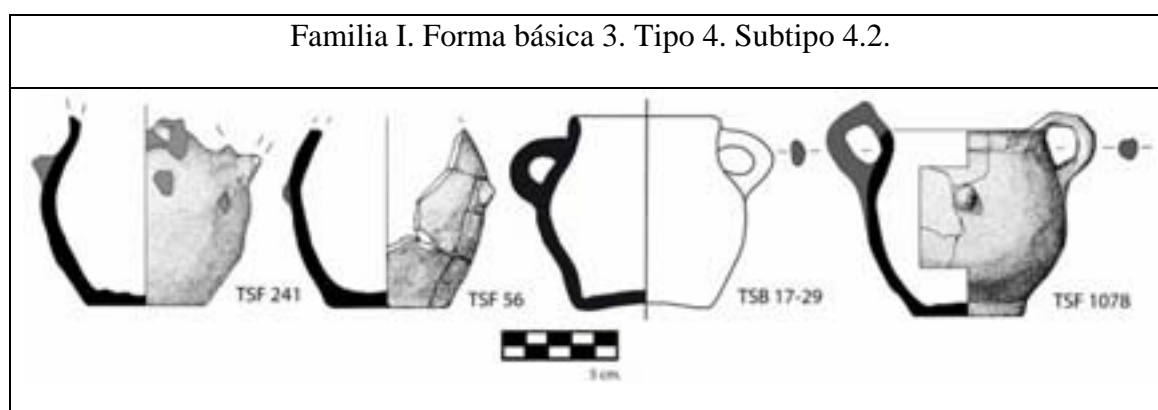 Familia I. Forma básica 3. Tipo 4. Subtipo 4.2.
TSF 241
TSF 56
TSB 17-29
TSF 1078
5 cm.